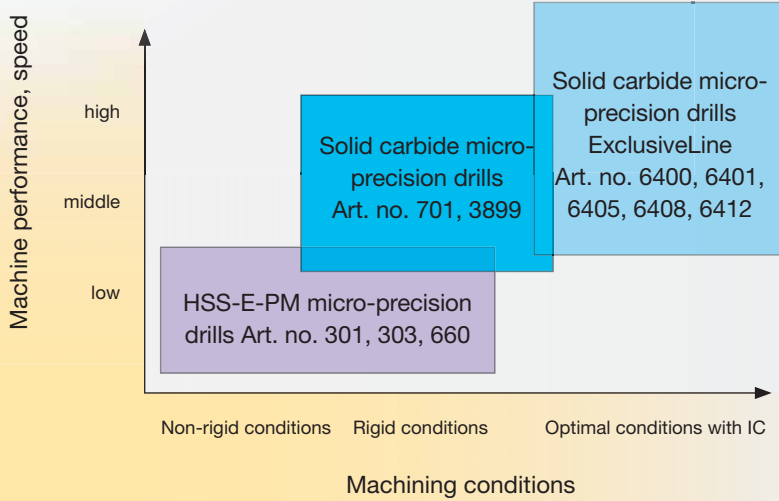 Machine performance, speed
high
middle
low
Solid carbide micro-
precision drills
ExclusiveLine
Art. no. 6400, 6401,
6405, 6408, 6412
Solid carbide micro-
precision drills
Art. no. 701, 3899
HSS-E-PM micro-precision
drills Art. no. 301, 303, 660
Non-rigid conditions
Rigid conditions
Optimal conditions with IC
Machining conditions